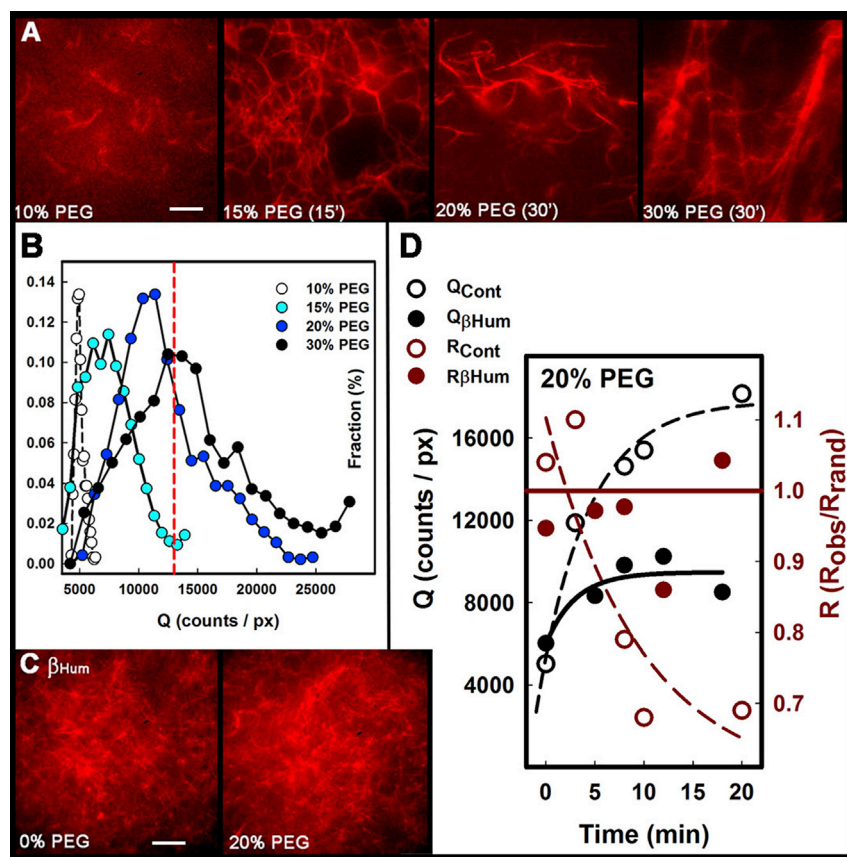 A
10% PEG
15% PEG (15')
20% PEG (30')
30% PEG (30')
B
0.14
0.12
0.10
0.08
0.06
0.04
0.02
0.00
10% PEG
15% PEG
20% PEG
30% PEG
Fraction (%)
5000 10000 15000 20000 25000
Q (counts / px)
C βHum
0% PEG
20% PEG
D
QCont
QβHum
RCont
RβHum
20% PEG
16000
12000
8000
4000
Q (counts / px)
1.1
1.0
0.9
0.8
0.7
R (Robs/Rrand)
0 5 10 15 20
Time (min)